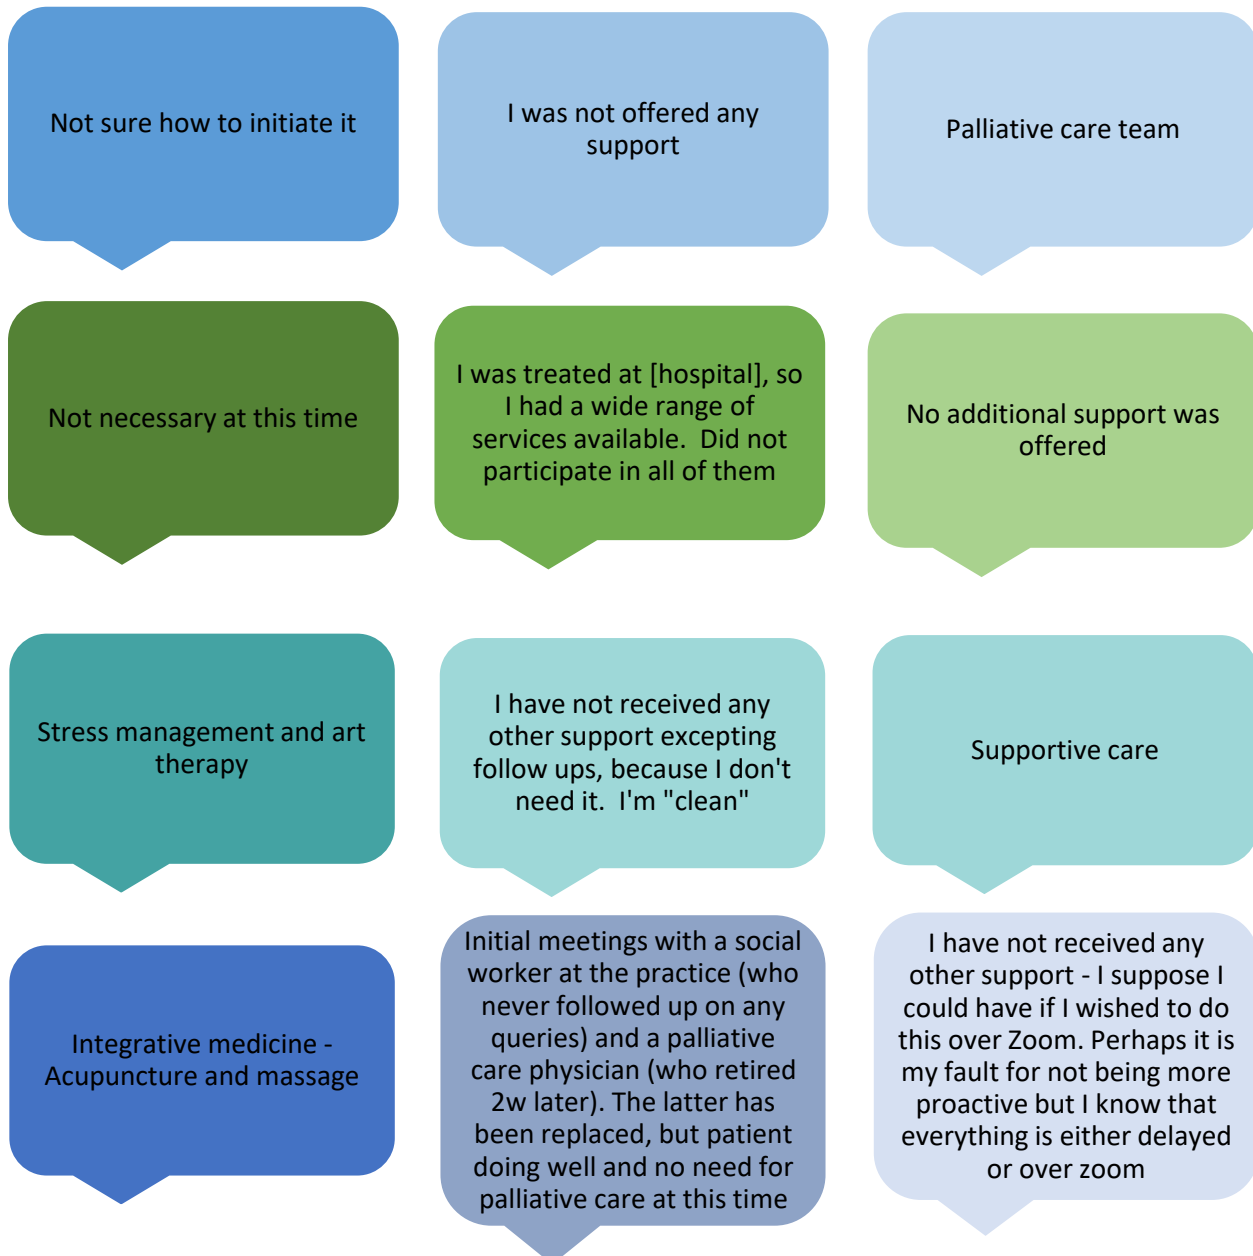 Not sure how to initiate it
I was not offered any
support
Palliative care team
Not necessary at this time
I was treated at [hospital], so
I had a wide range of
services available.  Did not
participate in all of them
No additional support was
offered
Stress management and art
therapy
I have not received any
other support excepting
follow ups, because I don't
need it.  I'm "clean"
Supportive care
Integrative medicine -
Acupuncture and massage
Initial meetings with a social
worker at the practice (who
never followed up on any
queries) and a palliative
care physician (who retired
2w later). The latter has
been replaced, but patient
doing well and no need for
palliative care at this time
I have not received any
other support - I suppose I
could have if I wished to do
this over Zoom. Perhaps it is
my fault for not being more
proactive but I know that
everything is either delayed
or over zoom